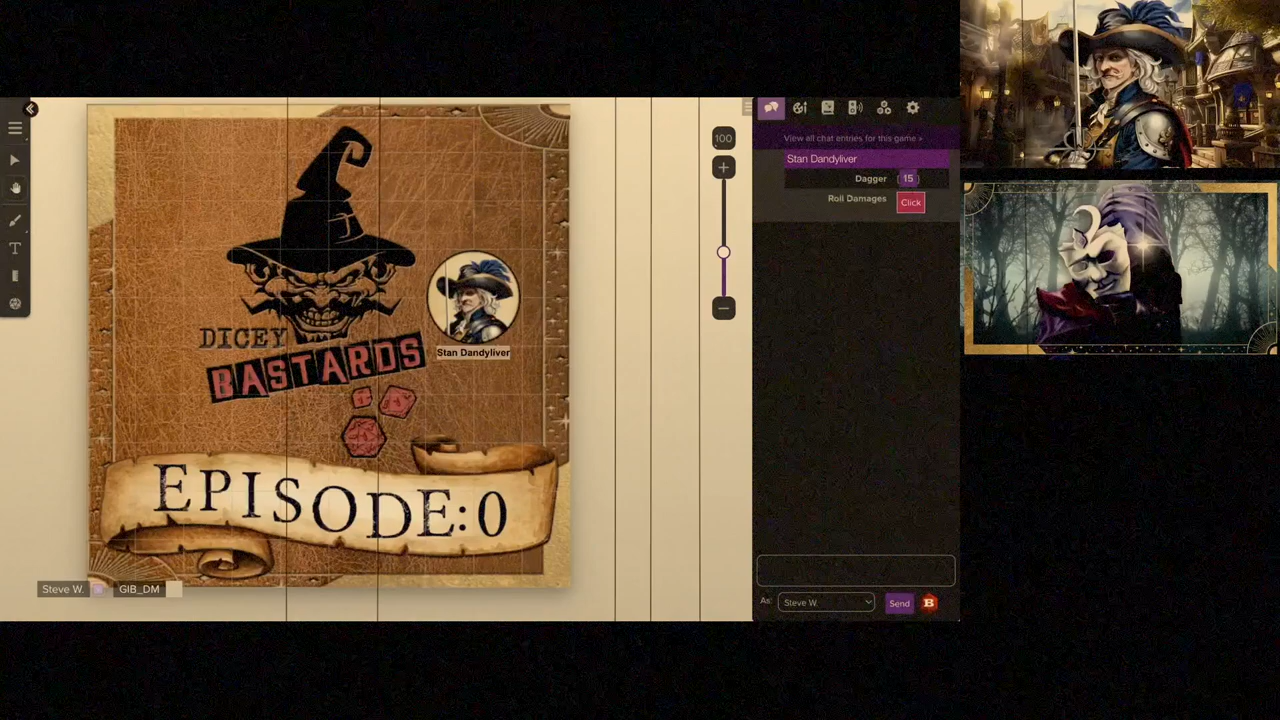 DICEY
BASTARDS
Stan Dandyliver
EPISODE:0
Steve W.
GIB_DM
100
View all chat entries for this game »
Stan Dandyliver
Dagger 15
Roll Damages Click
As: Steve W.
Send
B